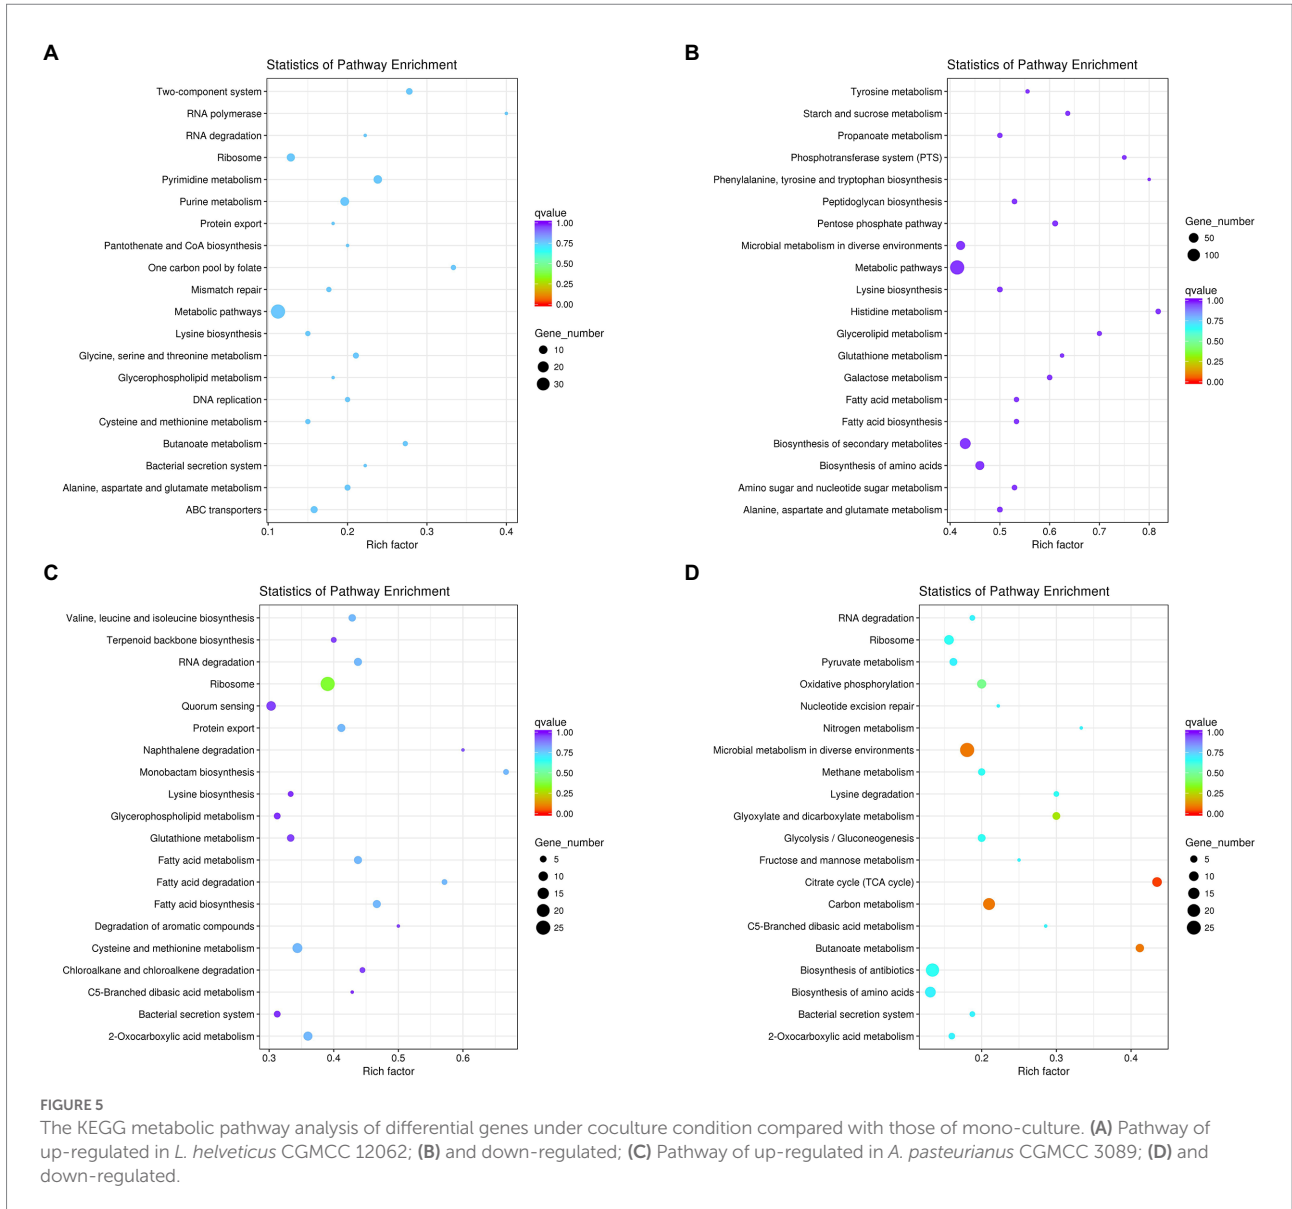 A
Statistics of Pathway Enrichment
Two-component system
RNA polymerase
RNA degradation
Ribosome
Pyrimidine metabolism
Purine metabolism
Protein export
Pantothenate and CoA biosynthesis
One carbon pool by folate
Mismatch repair
Metabolic pathways
Lysine biosynthesis
Glycine, serine and threonine metabolism
Glycerophospholipid metabolism
DNA replication
Cysteine and methionine metabolism
Butanoate metabolism
Bacterial secretion system
Alanine, aspartate and glutamate metabolism
ABC transporters
0.1 0.2 0.3 0.4
Rich factor
qvalue
1.00
0.75
0.50
0.25
0.00
Gene_number
10
20
30
B
Statistics of Pathway Enrichment
Tyrosine metabolism
Starch and sucrose metabolism
Propanoate metabolism
Phosphotransferase system (PTS)
Phenylalanine, tyrosine and tryptophan biosynthesis
Peptidoglycan biosynthesis
Pentose phosphate pathway
Microbial metabolism in diverse environments
Metabolic pathways
Lysine biosynthesis
Histidine metabolism
Glycerolipid metabolism
Glutathione metabolism
Galactose metabolism
Fatty acid metabolism
Fatty acid biosynthesis
Biosynthesis of secondary metabolites
Biosynthesis of amino acids
Amino sugar and nucleotide sugar metabolism
Alanine, aspartate and glutamate metabolism
0.4 0.5 0.6 0.7 0.8
Rich factor
Gene_number
50
100
qvalue
1.00
0.75
0.50
0.25
0.00
C
Statistics of Pathway Enrichment
Valine, leucine and isoleucine biosynthesis
Terpenoid backbone biosynthesis
RNA degradation
Ribosome
Quorum sensing
Protein export
Naphthalene degradation
Monobactam biosynthesis
Lysine biosynthesis
Glycerophospholipid metabolism
Glutathione metabolism
Fatty acid metabolism
Fatty acid degradation
Fatty acid biosynthesis
Degradation of aromatic compounds
Cysteine and methionine metabolism
Chloroalkane and chloroalkene degradation
C5-Branched dibasic acid metabolism
Bacterial secretion system
2-Oxocarboxylic acid metabolism
0.3 0.4 0.5 0.6
Rich factor
qvalue
1.00
0.75
0.50
0.25
0.00
Gene_number
5
10
15
20
25
D
Statistics of Pathway Enrichment
RNA degradation
Ribosome
Pyruvate metabolism
Oxidative phosphorylation
Nucleotide excision repair
Nitrogen metabolism
Microbial metabolism in diverse environments
Methane metabolism
Lysine degradation
Glyoxylate and dicarboxylate metabolism
Glycolysis / Gluconeogenesis
Fructose and mannose metabolism
Citrate cycle (TCA cycle)
Carbon metabolism
C5-Branched dibasic acid metabolism
Butanoate metabolism
Biosynthesis of antibiotics
Biosynthesis of amino acids
Bacterial secretion system
2-Oxocarboxylic acid metabolism
0.2 0.3 0.4
Rich factor
qvalue
1.00
0.75
0.50
0.25
0.00
Gene_number
5
10
15
20
25
FIGURE 5
The KEGG metabolic pathway analysis of differential genes under coculture condition compared with those of mono-culture. (A) Pathway of
up-regulated in L. helveticus CGMCC 12062; (B) and down-regulated; (C) Pathway of up-regulated in A. pasteurianus CGMCC 3089; (D) and
down-regulated.